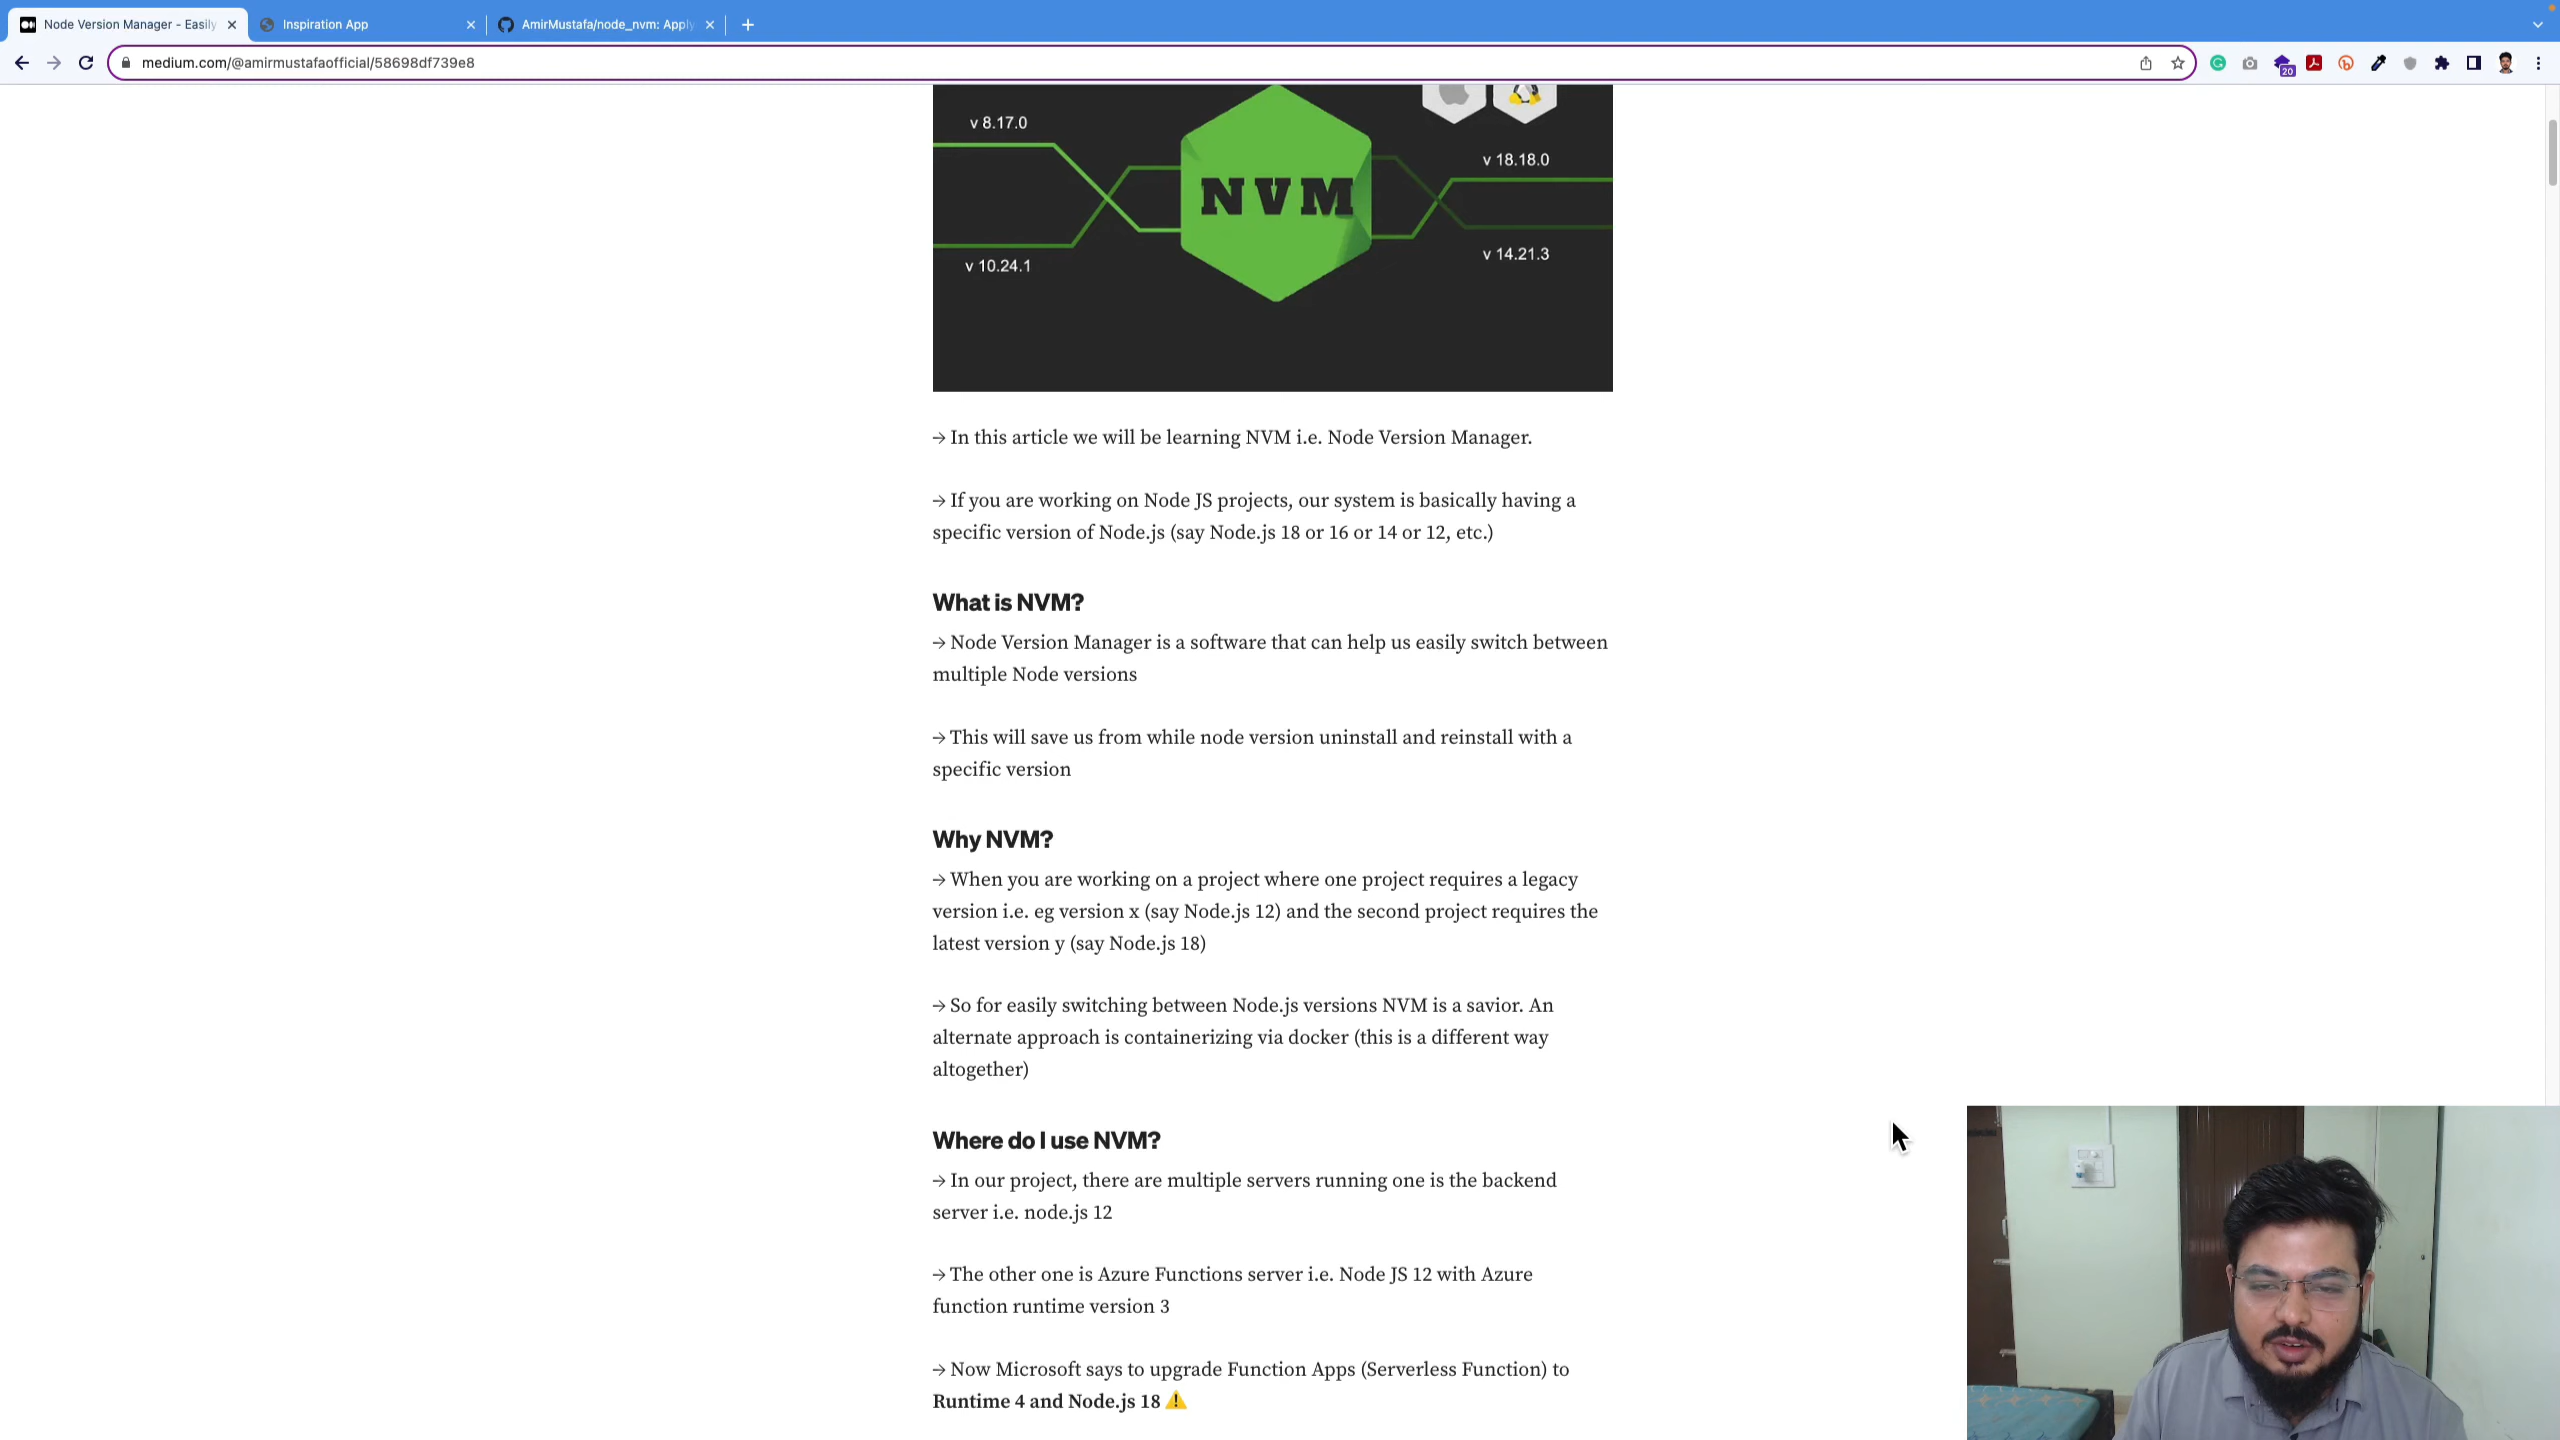 Node Version Manager - Easily
Inspiration App
AmirMustafa/node_nvm: Apply
medium.com/@amirmustafaofficial/58698df739e8
20
v 8.17.0
v 18.18.0
NVM
v 10.24.1
v 14.21.3
→ In this article we will be learning NVM i.e. Node Version Manager.
→ If you are working on Node JS projects, our system is basically having a
specific version of Node.js (say Node.js 18 or 16 or 14 or 12, etc.)
What is NVM?
→ Node Version Manager is a software that can help us easily switch between
multiple Node versions
→ This will save us from while node version uninstall and reinstall with a
specific version
Why NVM?
→ When you are working on a project where one project requires a legacy
version i.e. eg version x (say Node.js 12) and the second project requires the
latest version y (say Node.js 18)
→ So for easily switching between Node.js versions NVM is a savior. An
alternate approach is containerizing via docker (this is a different way
altogether)
Where do I use NVM?
→ In our project, there are multiple servers running one is the backend
server i.e. node.js 12
→ The other one is Azure Functions server i.e. Node JS 12 with Azure
function runtime version 3
→ Now Microsoft says to upgrade Function Apps (Serverless Function) to
Runtime 4 and Node.js 18 ⚠️